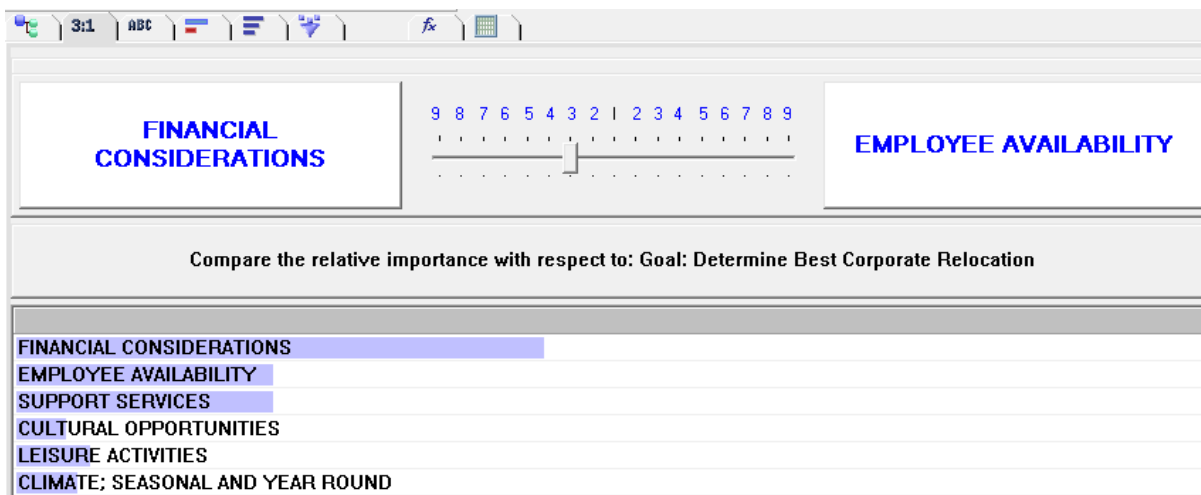 3:1 ABC fx
FINANCIAL
CONSIDERATIONS
9 8 7 6 5 4 3 2 1 2 3 4 5 6 7 8 9
EMPLOYEE AVAILABILITY
Compare the relative importance with respect to: Goal: Determine Best Corporate Relocation
FINANCIAL CONSIDERATIONS
EMPLOYEE AVAILABILITY
SUPPORT SERVICES
CULTURAL OPPORTUNITIES
LEISURE ACTIVITIES
CLIMATE; SEASONAL AND YEAR ROUND